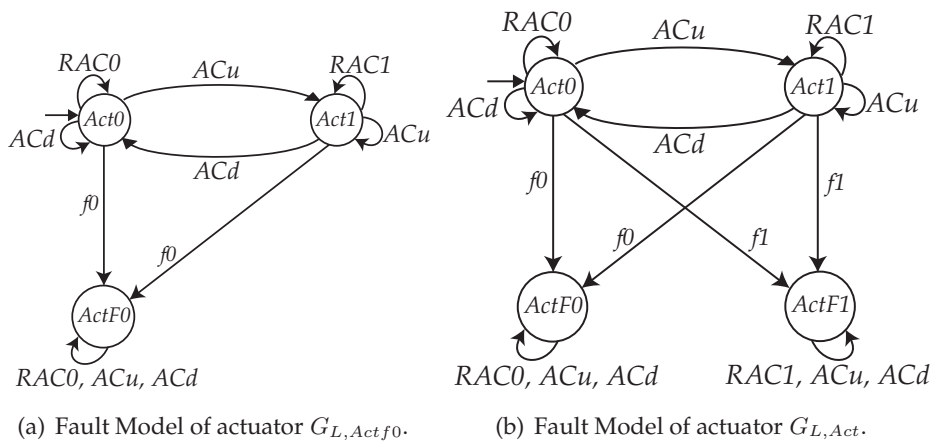 RAC0
ACu
RAC1
Act0
Act1
ACd
ACu
ACd
f0
f0
ActF0
RAC0, ACu, ACd
(a) Fault Model of actuator G_{L,Actf0}.
RAC0
ACu
RAC1
Act0
Act1
ACd
ACu
ACd
f0
f1
f0
f1
ActF0
ActF1
RAC0, ACu, ACd
RAC1, ACu, ACd
(b) Fault Model of actuator G_{L,Act}.